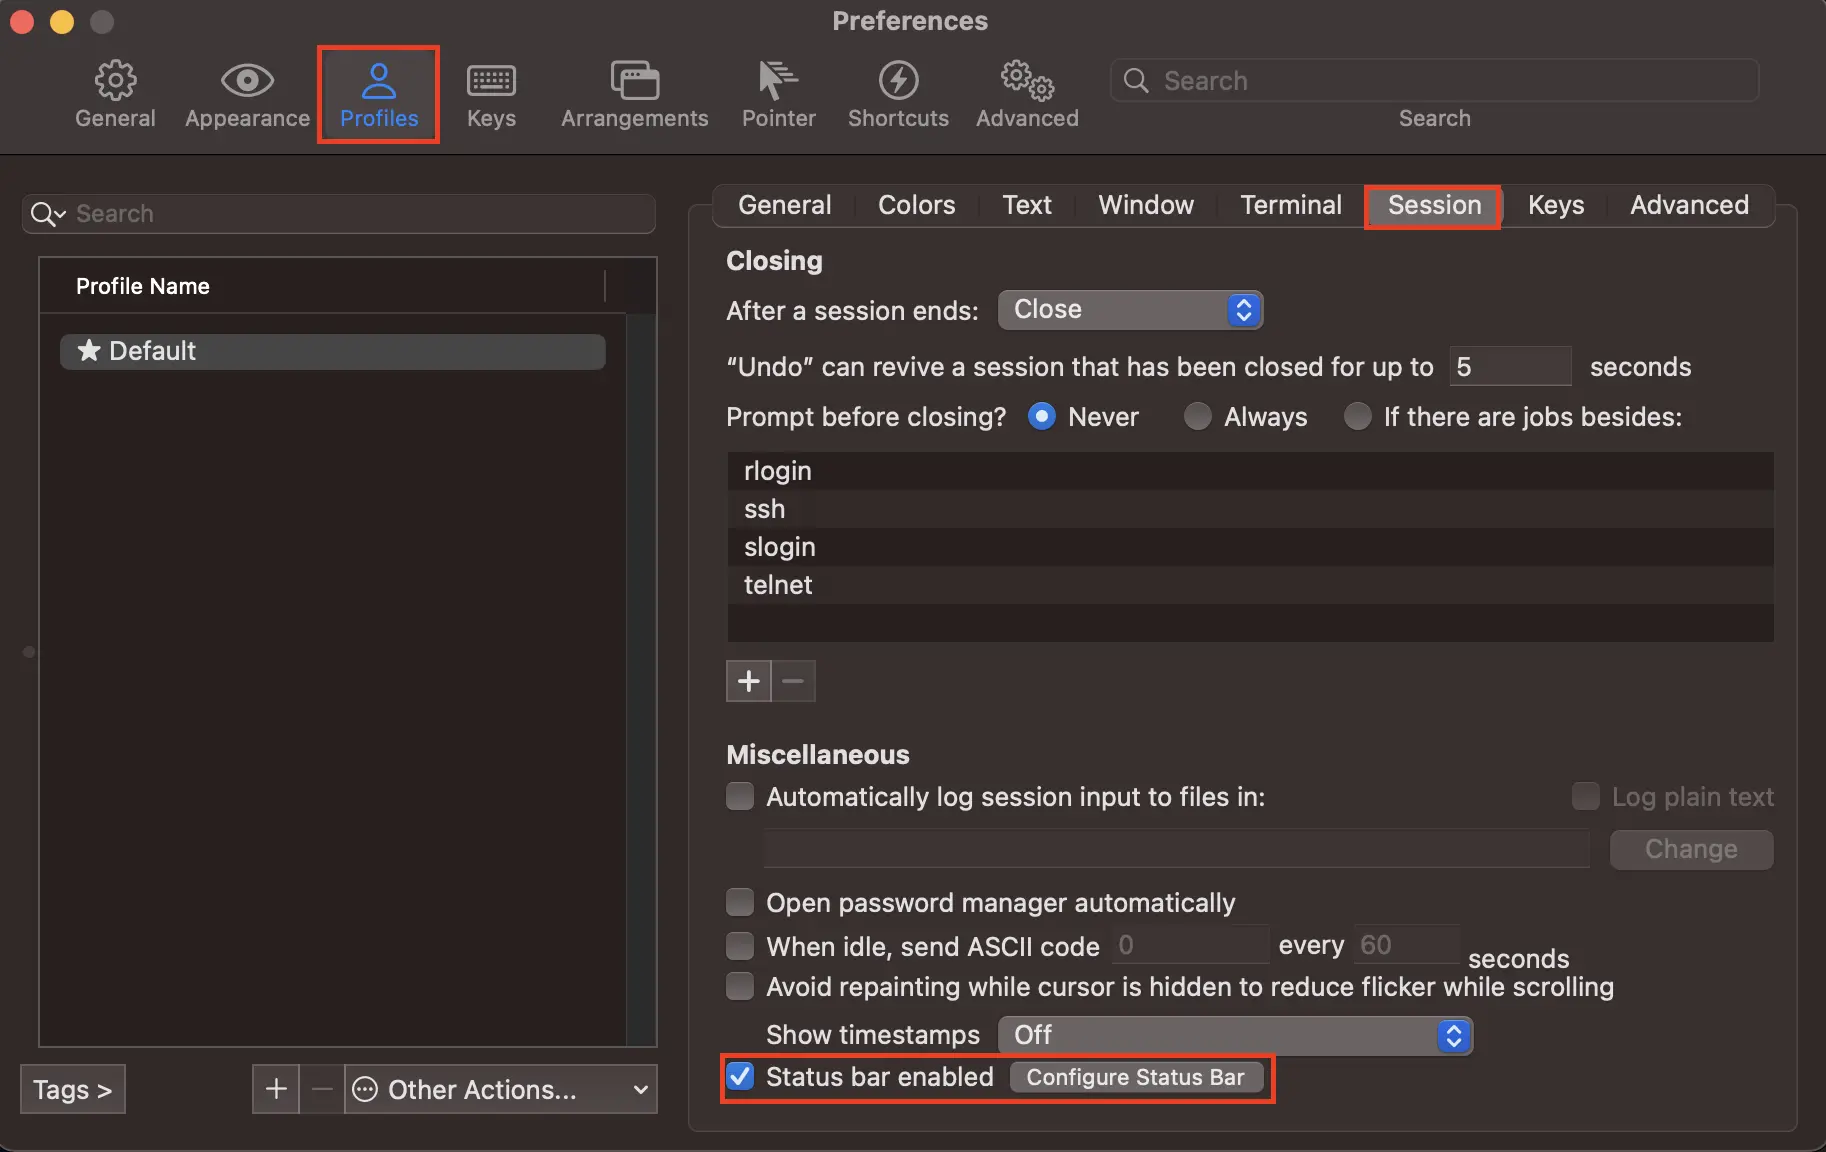 Preferences
General
Appearance
Profiles
Keys
Arrangements
Pointer
Shortcuts
Advanced
Search
Search
Search
Profile Name
Default
Tags >
+
−
Other Actions...
General Colors Text Window Terminal Session Keys Advanced
Closing
After a session ends: Close
“Undo” can revive a session that has been closed for up to 5 seconds
Prompt before closing? Never Always If there are jobs besides:
rlogin
ssh
slogin
telnet
+ −
Miscellaneous
Automatically log session input to files in: Log plain text
Change
Open password manager automatically
When idle, send ASCII code 0 every 60 seconds
Avoid repainting while cursor is hidden to reduce flicker while scrolling
Show timestamps Off
Status bar enabled Configure Status Bar